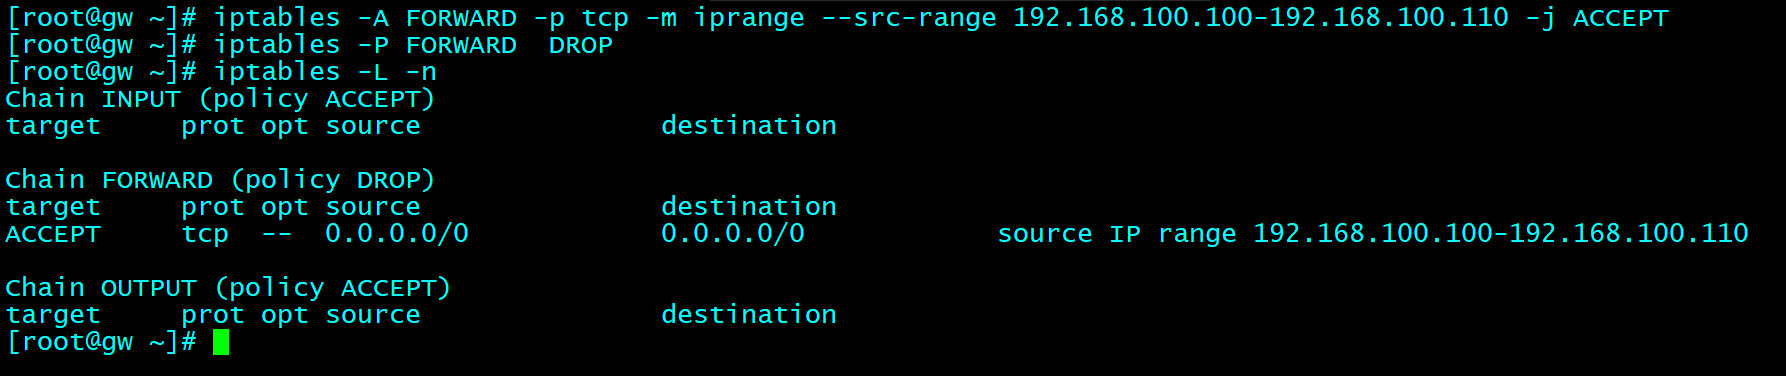 [root@gw ~]# iptables -A FORWARD -p tcp -m iprange --src-range 192.168.100.100-192.168.100.110 -j ACCEPT
[root@gw ~]# iptables -P FORWARD  DROP
[root@gw ~]# iptables -L -n
Chain INPUT (policy ACCEPT)
target     prot opt source               destination

Chain FORWARD (policy DROP)
target     prot opt source               destination
ACCEPT     tcp  --  0.0.0.0/0            0.0.0.0/0            source IP range 192.168.100.100-192.168.100.110

Chain OUTPUT (policy ACCEPT)
target     prot opt source               destination
[root@gw ~]#